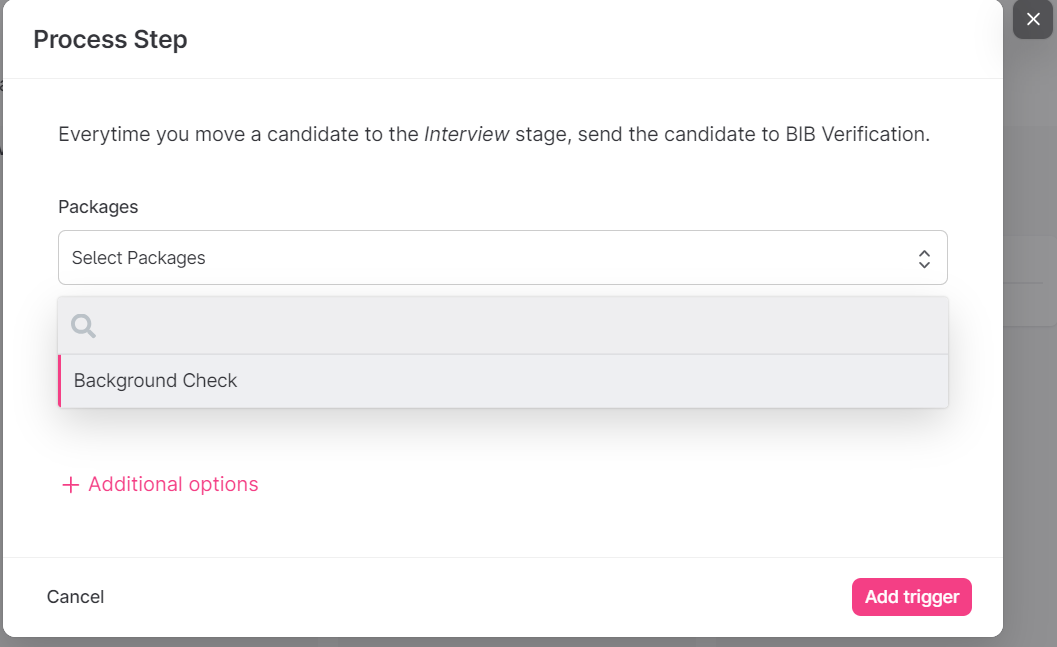 Process Step
Everytime you move a candidate to the Interview stage, send the candidate to BIB Verification.
Packages
Select Packages
Background Check
+ Additional options
Cancel
Add trigger